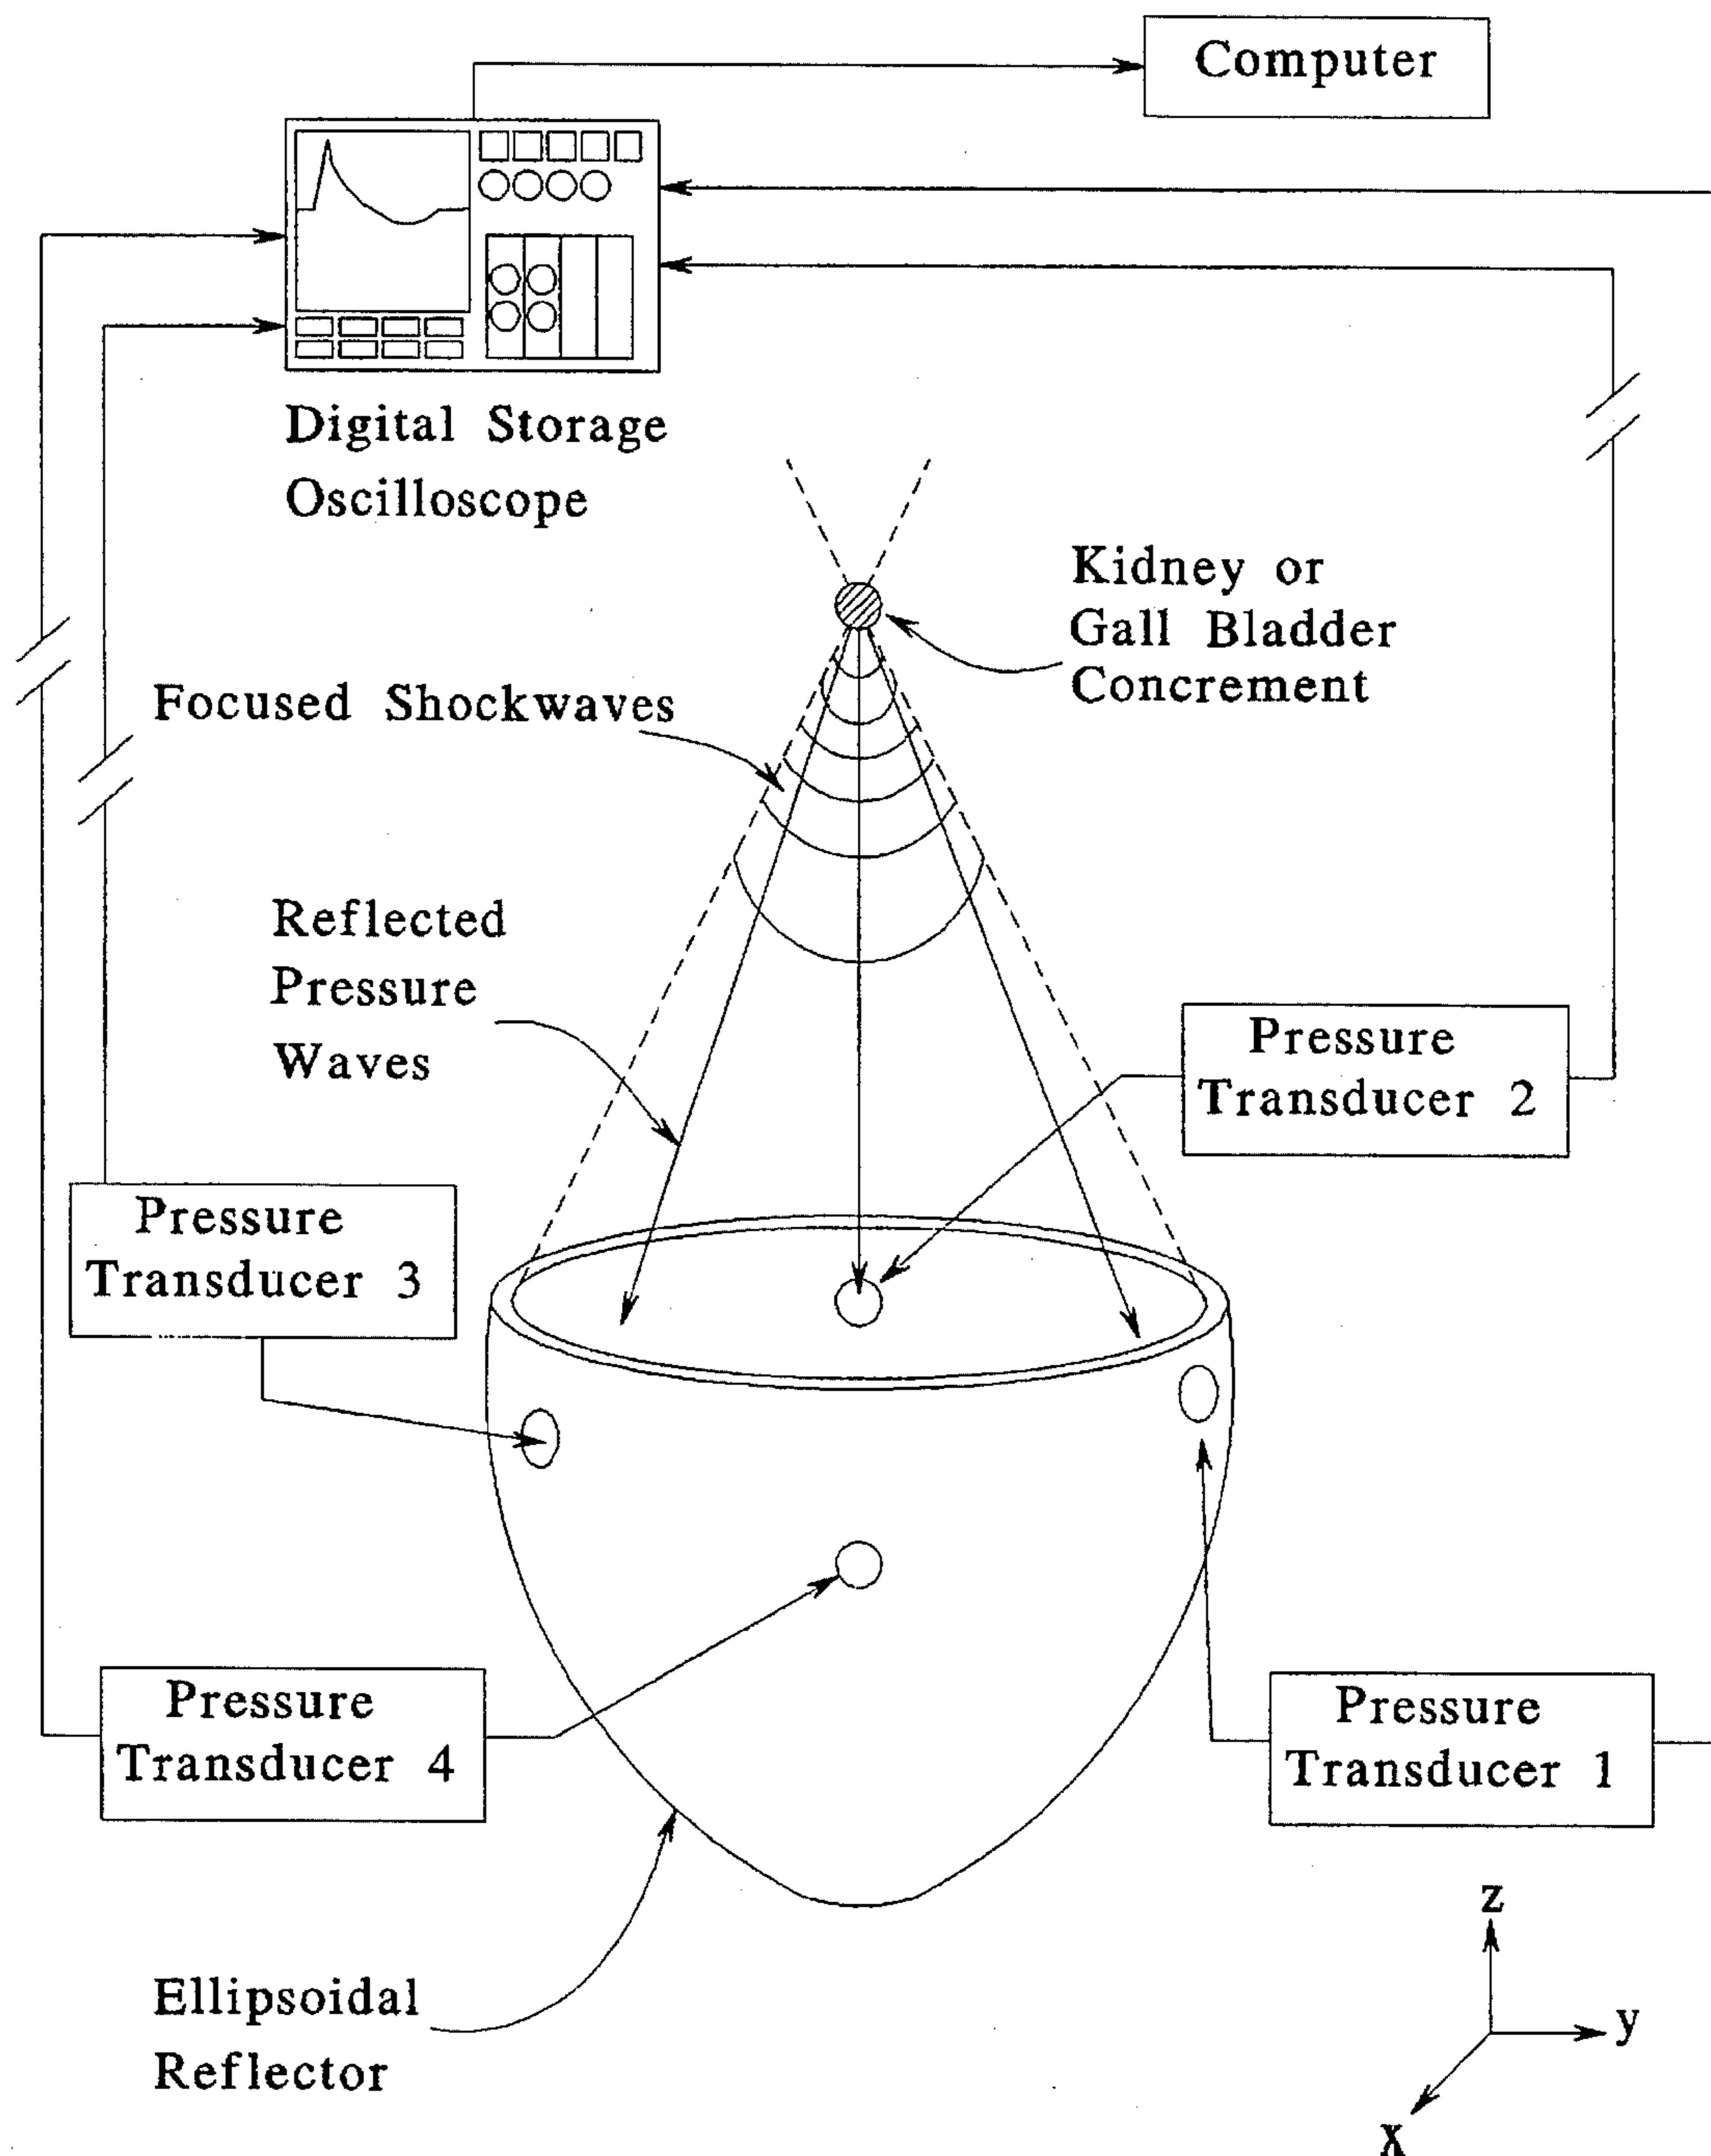 Computer
Digital Storage
Oscilloscope
Kidney or
Gall Bladder
Concrement
Focused Shockwaves
Reflected
Pressure
Waves
Pressure
Transducer 2
Pressure
Transducer 3
Pressure
Transducer 4
Pressure
Transducer 1
Ellipsoidal
Reflector
z
y
x